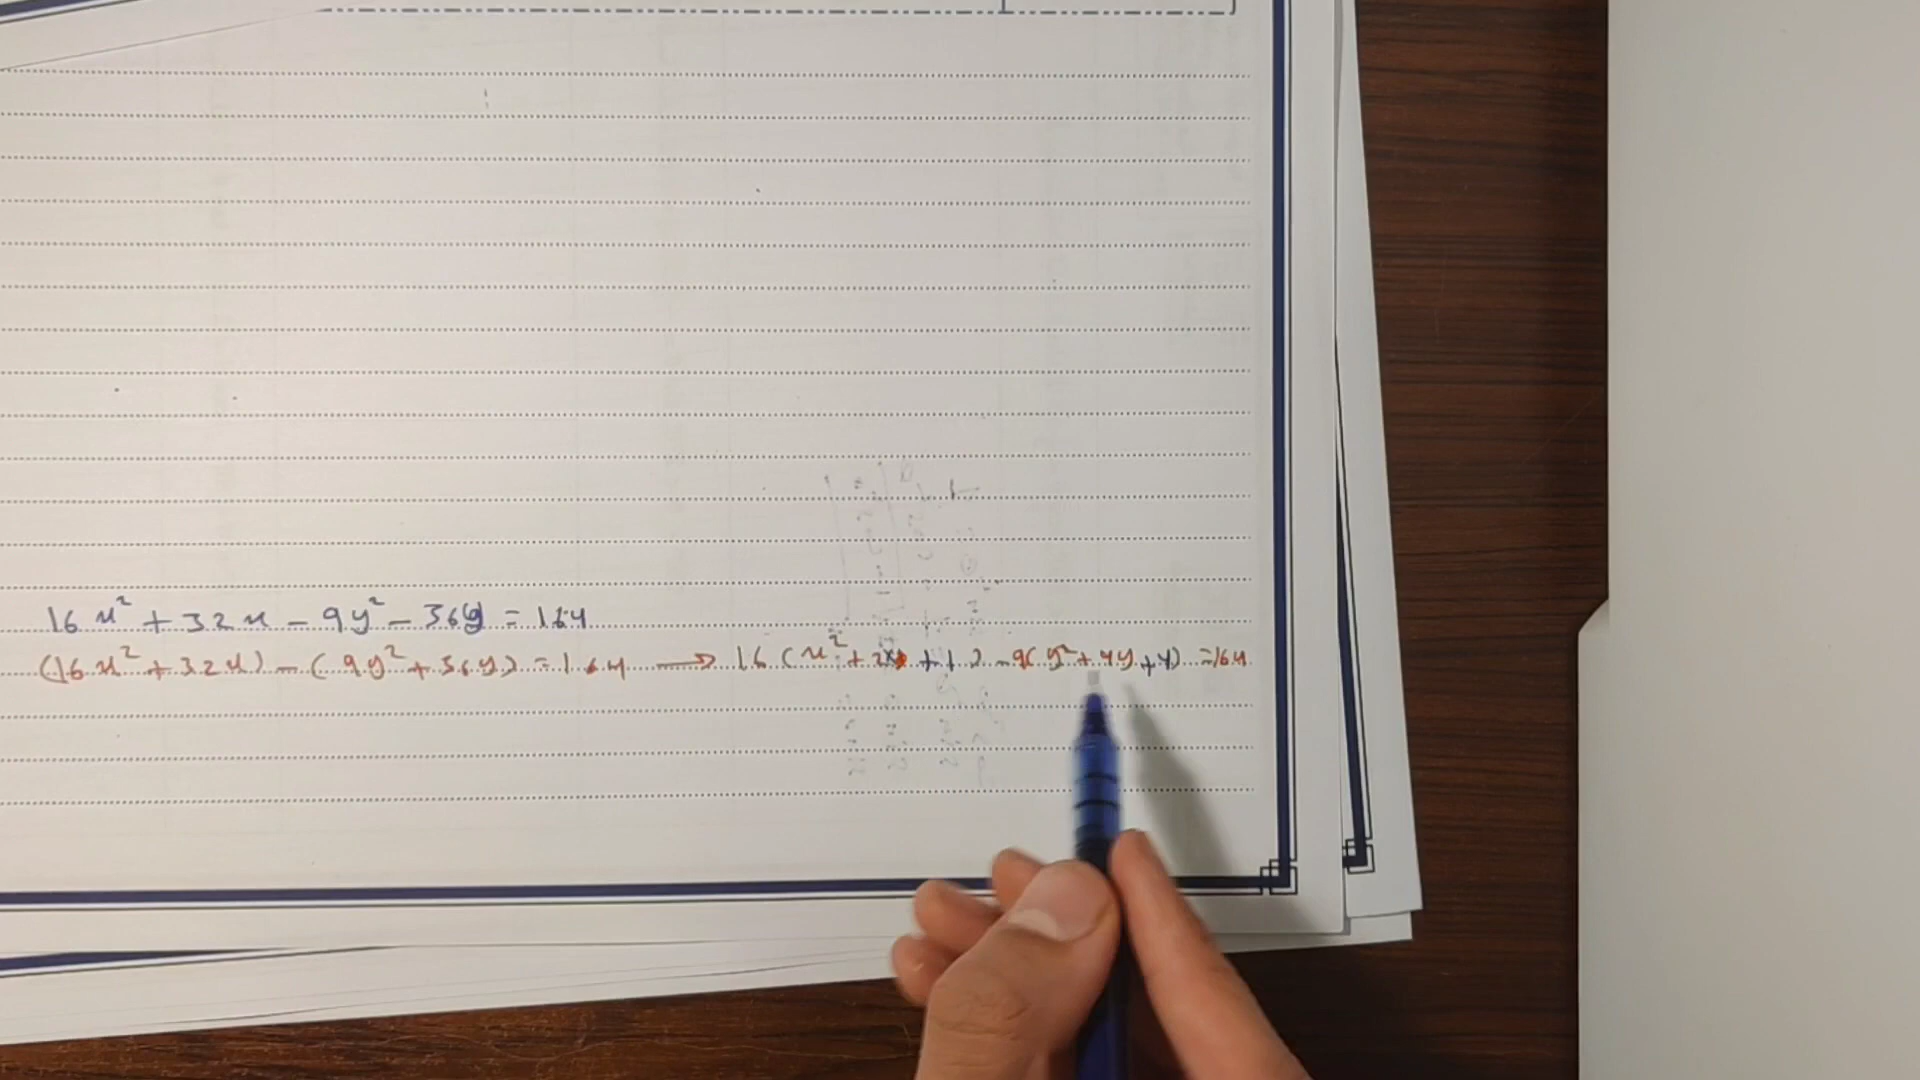 16x² + 32x - 9y² - 36y = 164
(16x² + 32x) - (9y² + 36y) = 164 → 16(x² + 2x + 1) - 9(y² + 4y + 4) = 164